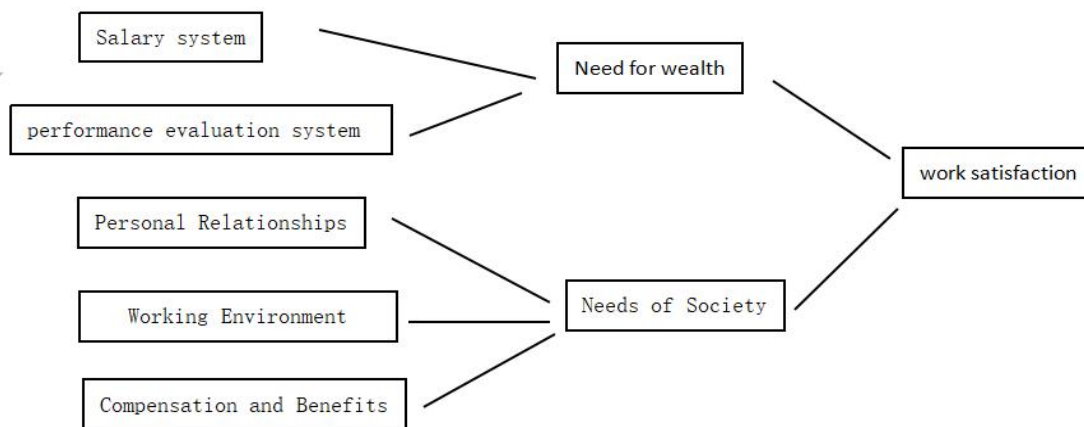 Salary system
Need for wealth
performance evaluation system
work satisfaction
Personal Relationships
Needs of Society
Working Environment
Compensation and Benefits